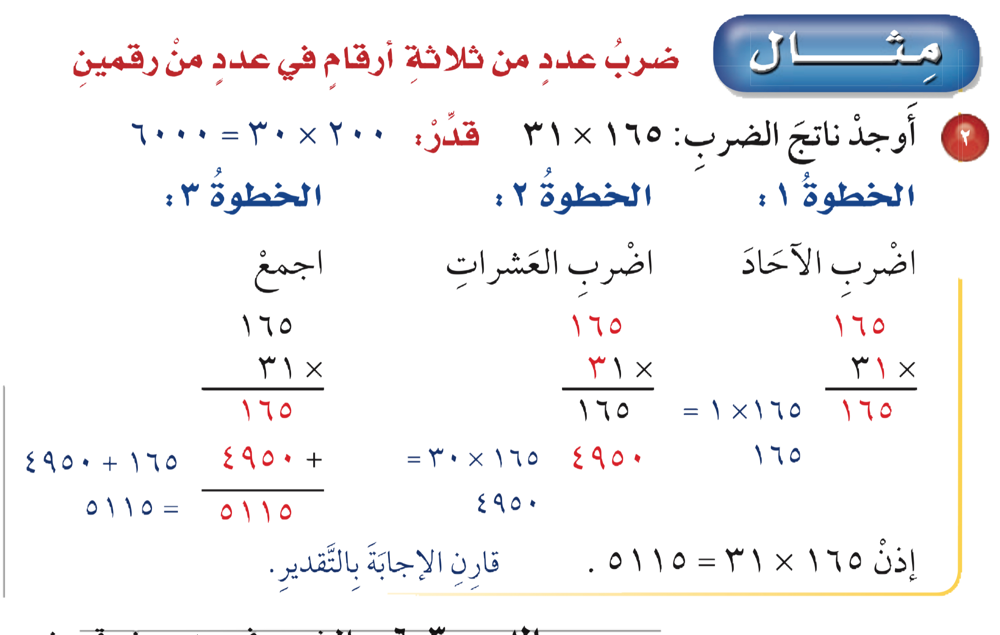 مِثَال
ضربُ عددٍ من ثلاثةِ أرقامٍ في عددٍ منْ رقمينِ
٢ أَوجدْ ناتجَ الضربِ: ١٦٥ × ٣١ قدِّرْ: ٢٠٠ × ٣٠ = ٦٠٠٠
الخطوةُ ١: الخطوةُ ٢: الخطوةُ ٣:
اضْربِ الآحَادَ اضْربِ العَشراتِ اجمعْ
١٦٥ ١٦٥ ١٦٥
× ٣١ × ٣١ × ٣١
١٦٥ ١٦٥ × ١ = ١٦٥ ١٦٥
١٦٥ ٤٩٥٠ ١٦٥ × ٣٠ = + ٤٩٥٠ ١٦٥ + ٤٩٥٠
٤٩٥٠ ٥١١٥ = ٥١١٥
إذنْ ١٦٥ × ٣١ = ٥١١٥ . قارِنِ الإجابَةَ بِالتَّقديرِ.